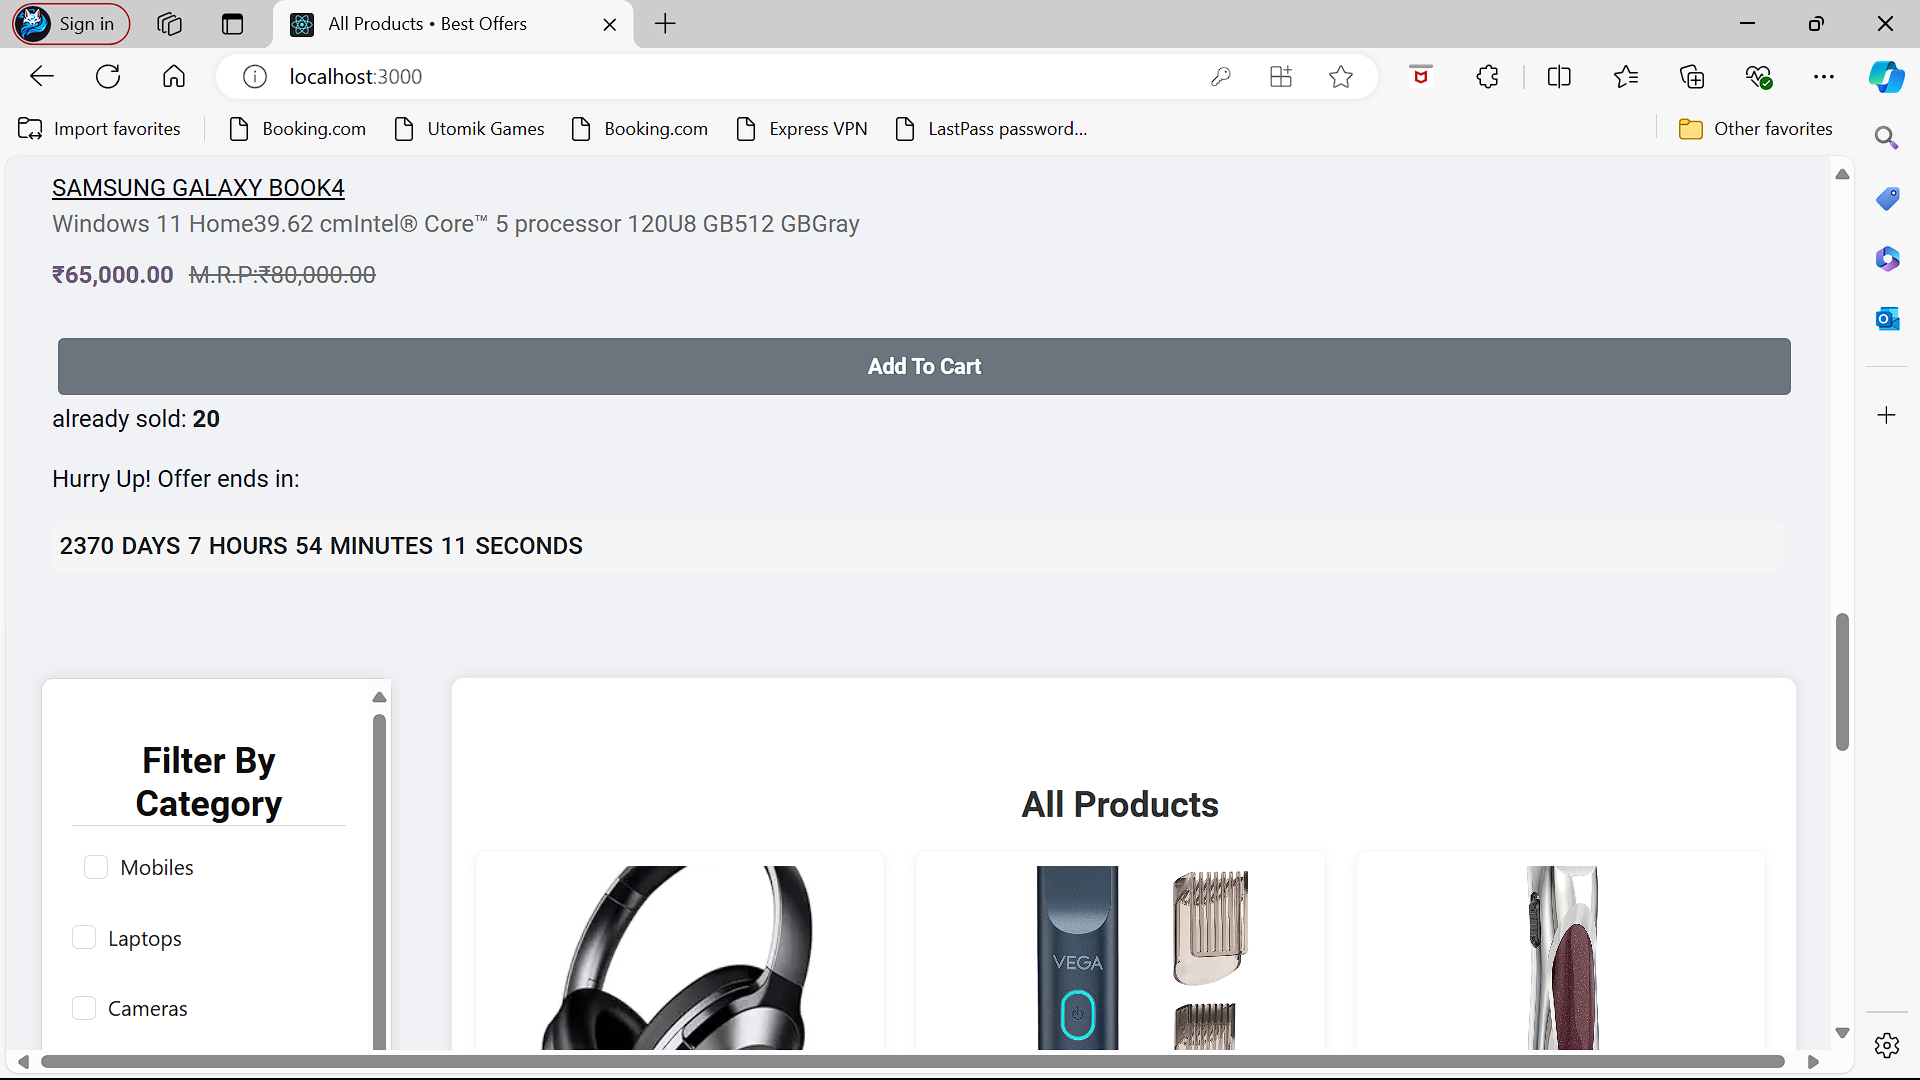 Sign in
All Products • Best Offers
localhost:3000
Import favorites
Booking.com
Utomik Games
Booking.com
Express VPN
LastPass password...
Other favorites
SAMSUNG GALAXY BOOK4
Windows 11 Home39.62 cmIntel® Core™ 5 processor 120U8 GB512 GBGray
₹65,000.00 M.R.P:₹80,000.00
Add To Cart
already sold: 20
Hurry Up! Offer ends in:
2370 DAYS 7 HOURS 54 MINUTES 11 SECONDS
Filter By
Category
Mobiles
Laptops
Cameras
All Products
VEGA